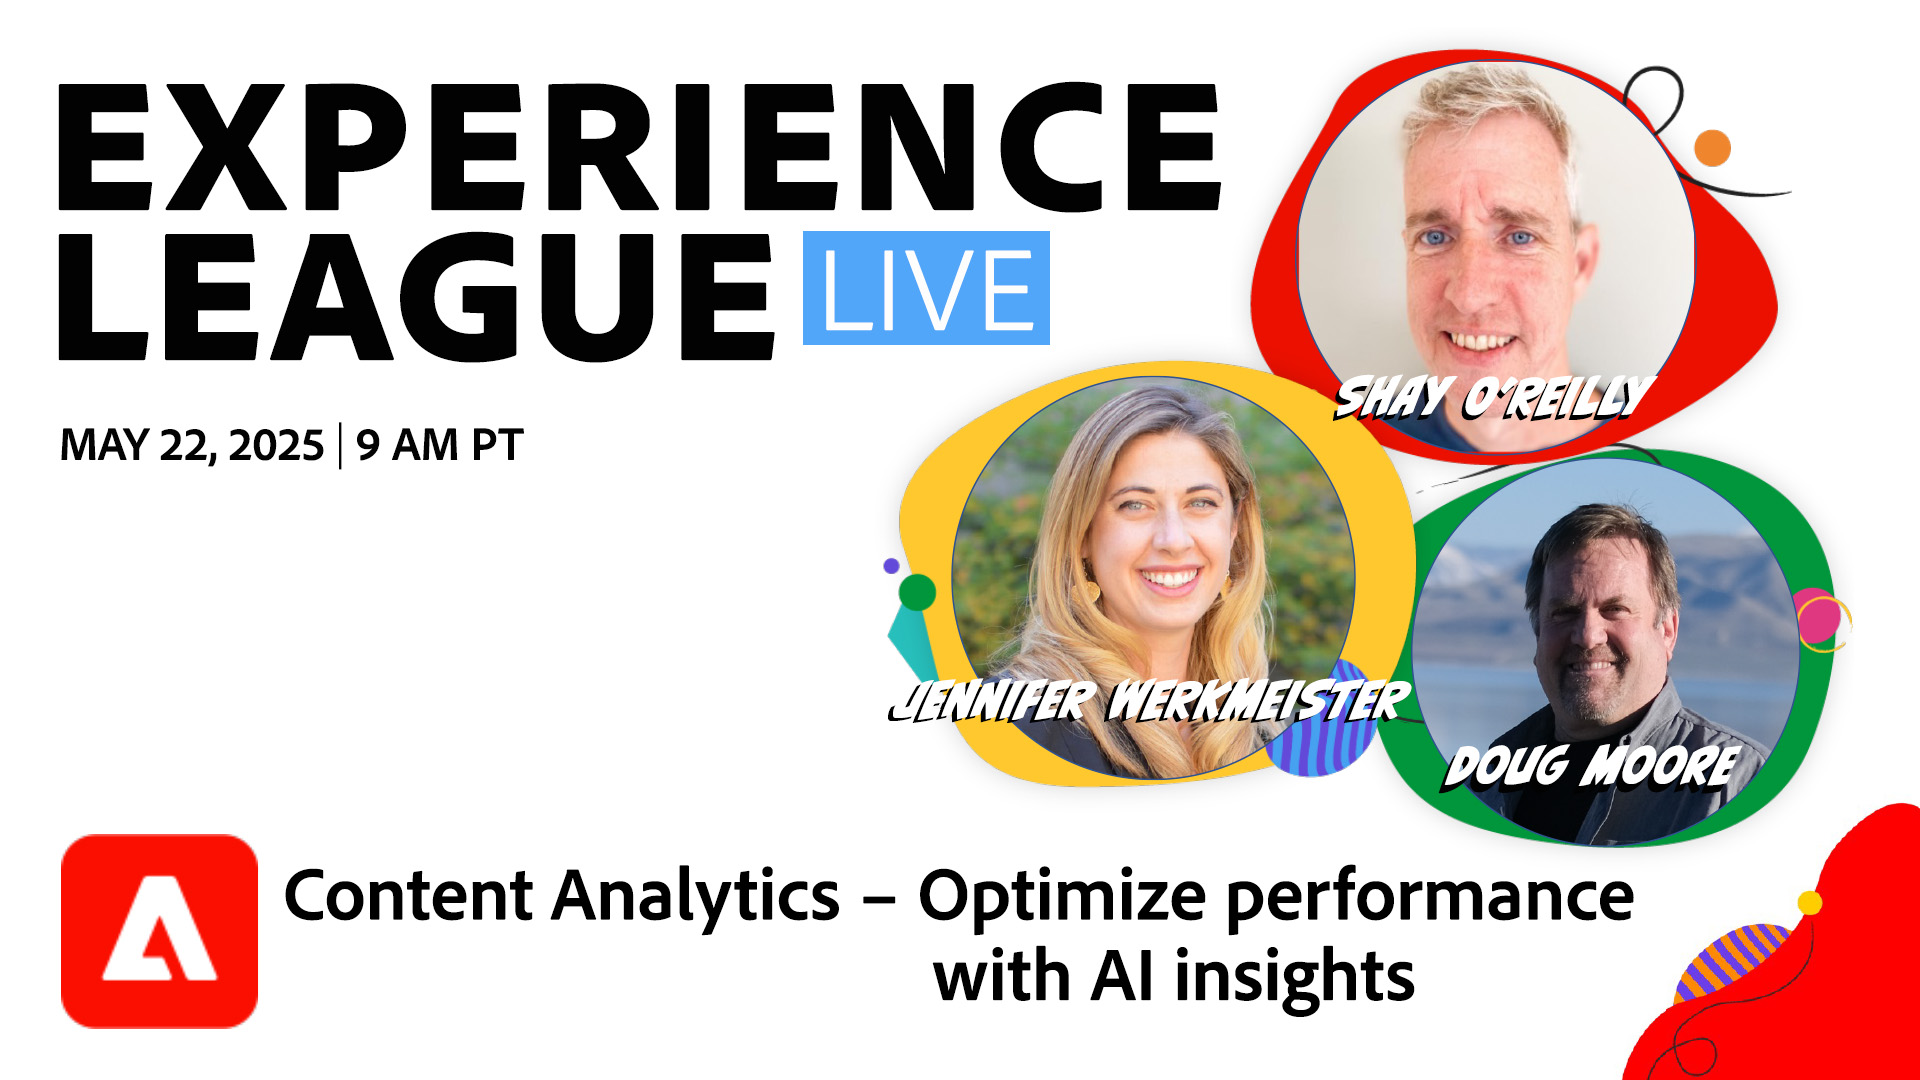 EXPERIENCE
LEAGUE LIVE
MAY 22, 2025 | 9 AM PT
SHAY O'REILLY
JENNIFER WERKMEISTER
DOUG MOORE
Content Analytics – Optimize performance
with AI insights